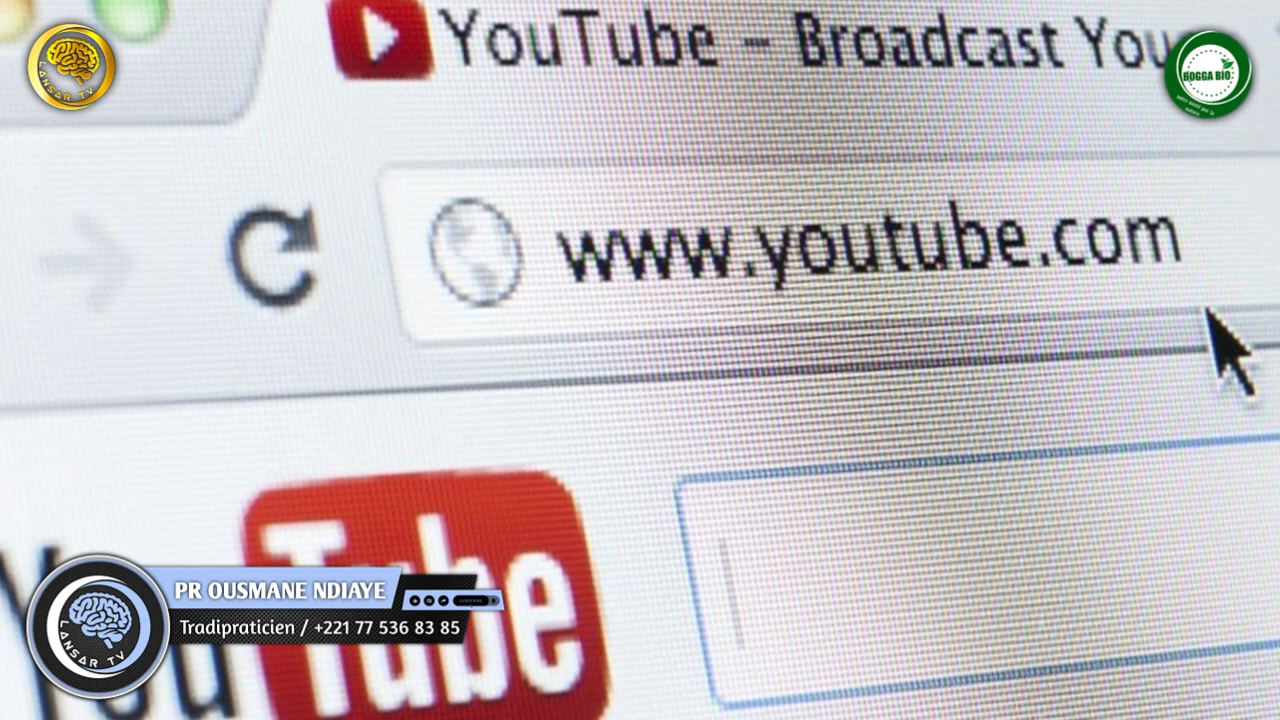 YouTube – Broadcast You
LANSAR TV
BOGGA BIO
www.youtube.com
YouTube
PR OUSMANE NDIAYE
Tradipraticien / +221 77 536 83 85
LANSAR TV